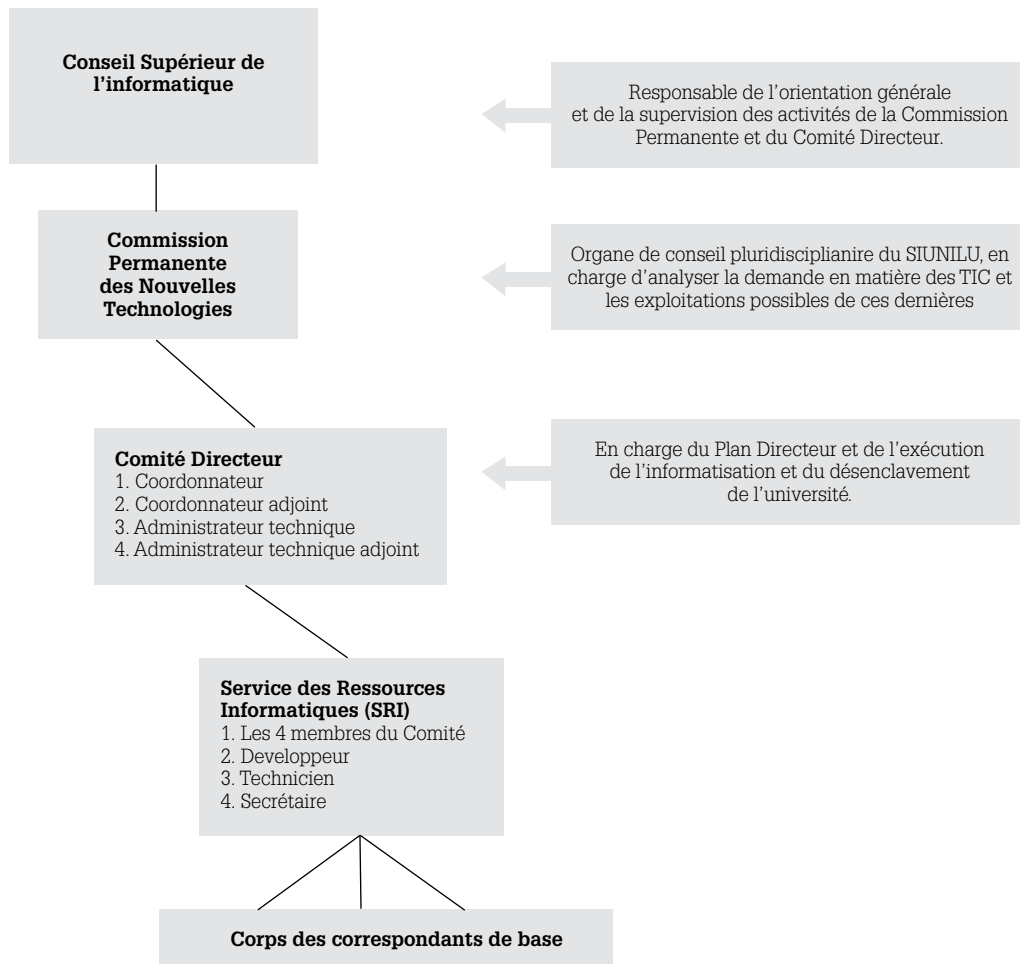 Conseil Supérieur de
l'informatique
Responsable de l'orientation générale
et de la supervision des activités de la Commission
Permanente et du Comité Directeur.
Commission
Permanente
des Nouvelles
Technologies
Organe de conseil pluridisciplianire du SIUNILU, en
charge d'analyser la demande en matière des TIC et
les exploitations possibles de ces dernières
Comité Directeur
1. Coordonnateur
2. Coordonnateur adjoint
3. Administrateur technique
4. Administrateur technique adjoint
En charge du Plan Directeur et de l'exécution
de l'informatisation et du désenclavement
de l'université.
Service des Ressources
Informatiques (SRI)
1. Les 4 membres du Comité
2. Developpeur
3. Technicien
4. Secrétaire
Corps des correspondants de base